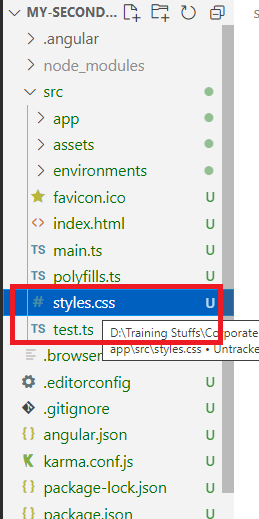 MY-SECOND...
.angular
node_modules
src
app
assets
environments
favicon.ico U
<> index.html U
TS main.ts U
TS polyfills.ts U
# styles.css U
TS test.ts
D:\Training Stuffs\Corporate
app\src\styles.css • Untracke
.browser
.editorconfig U
.gitignore U
{} angular.json U
karma.conf.js U
{} package-lock.json U
{} package.json U